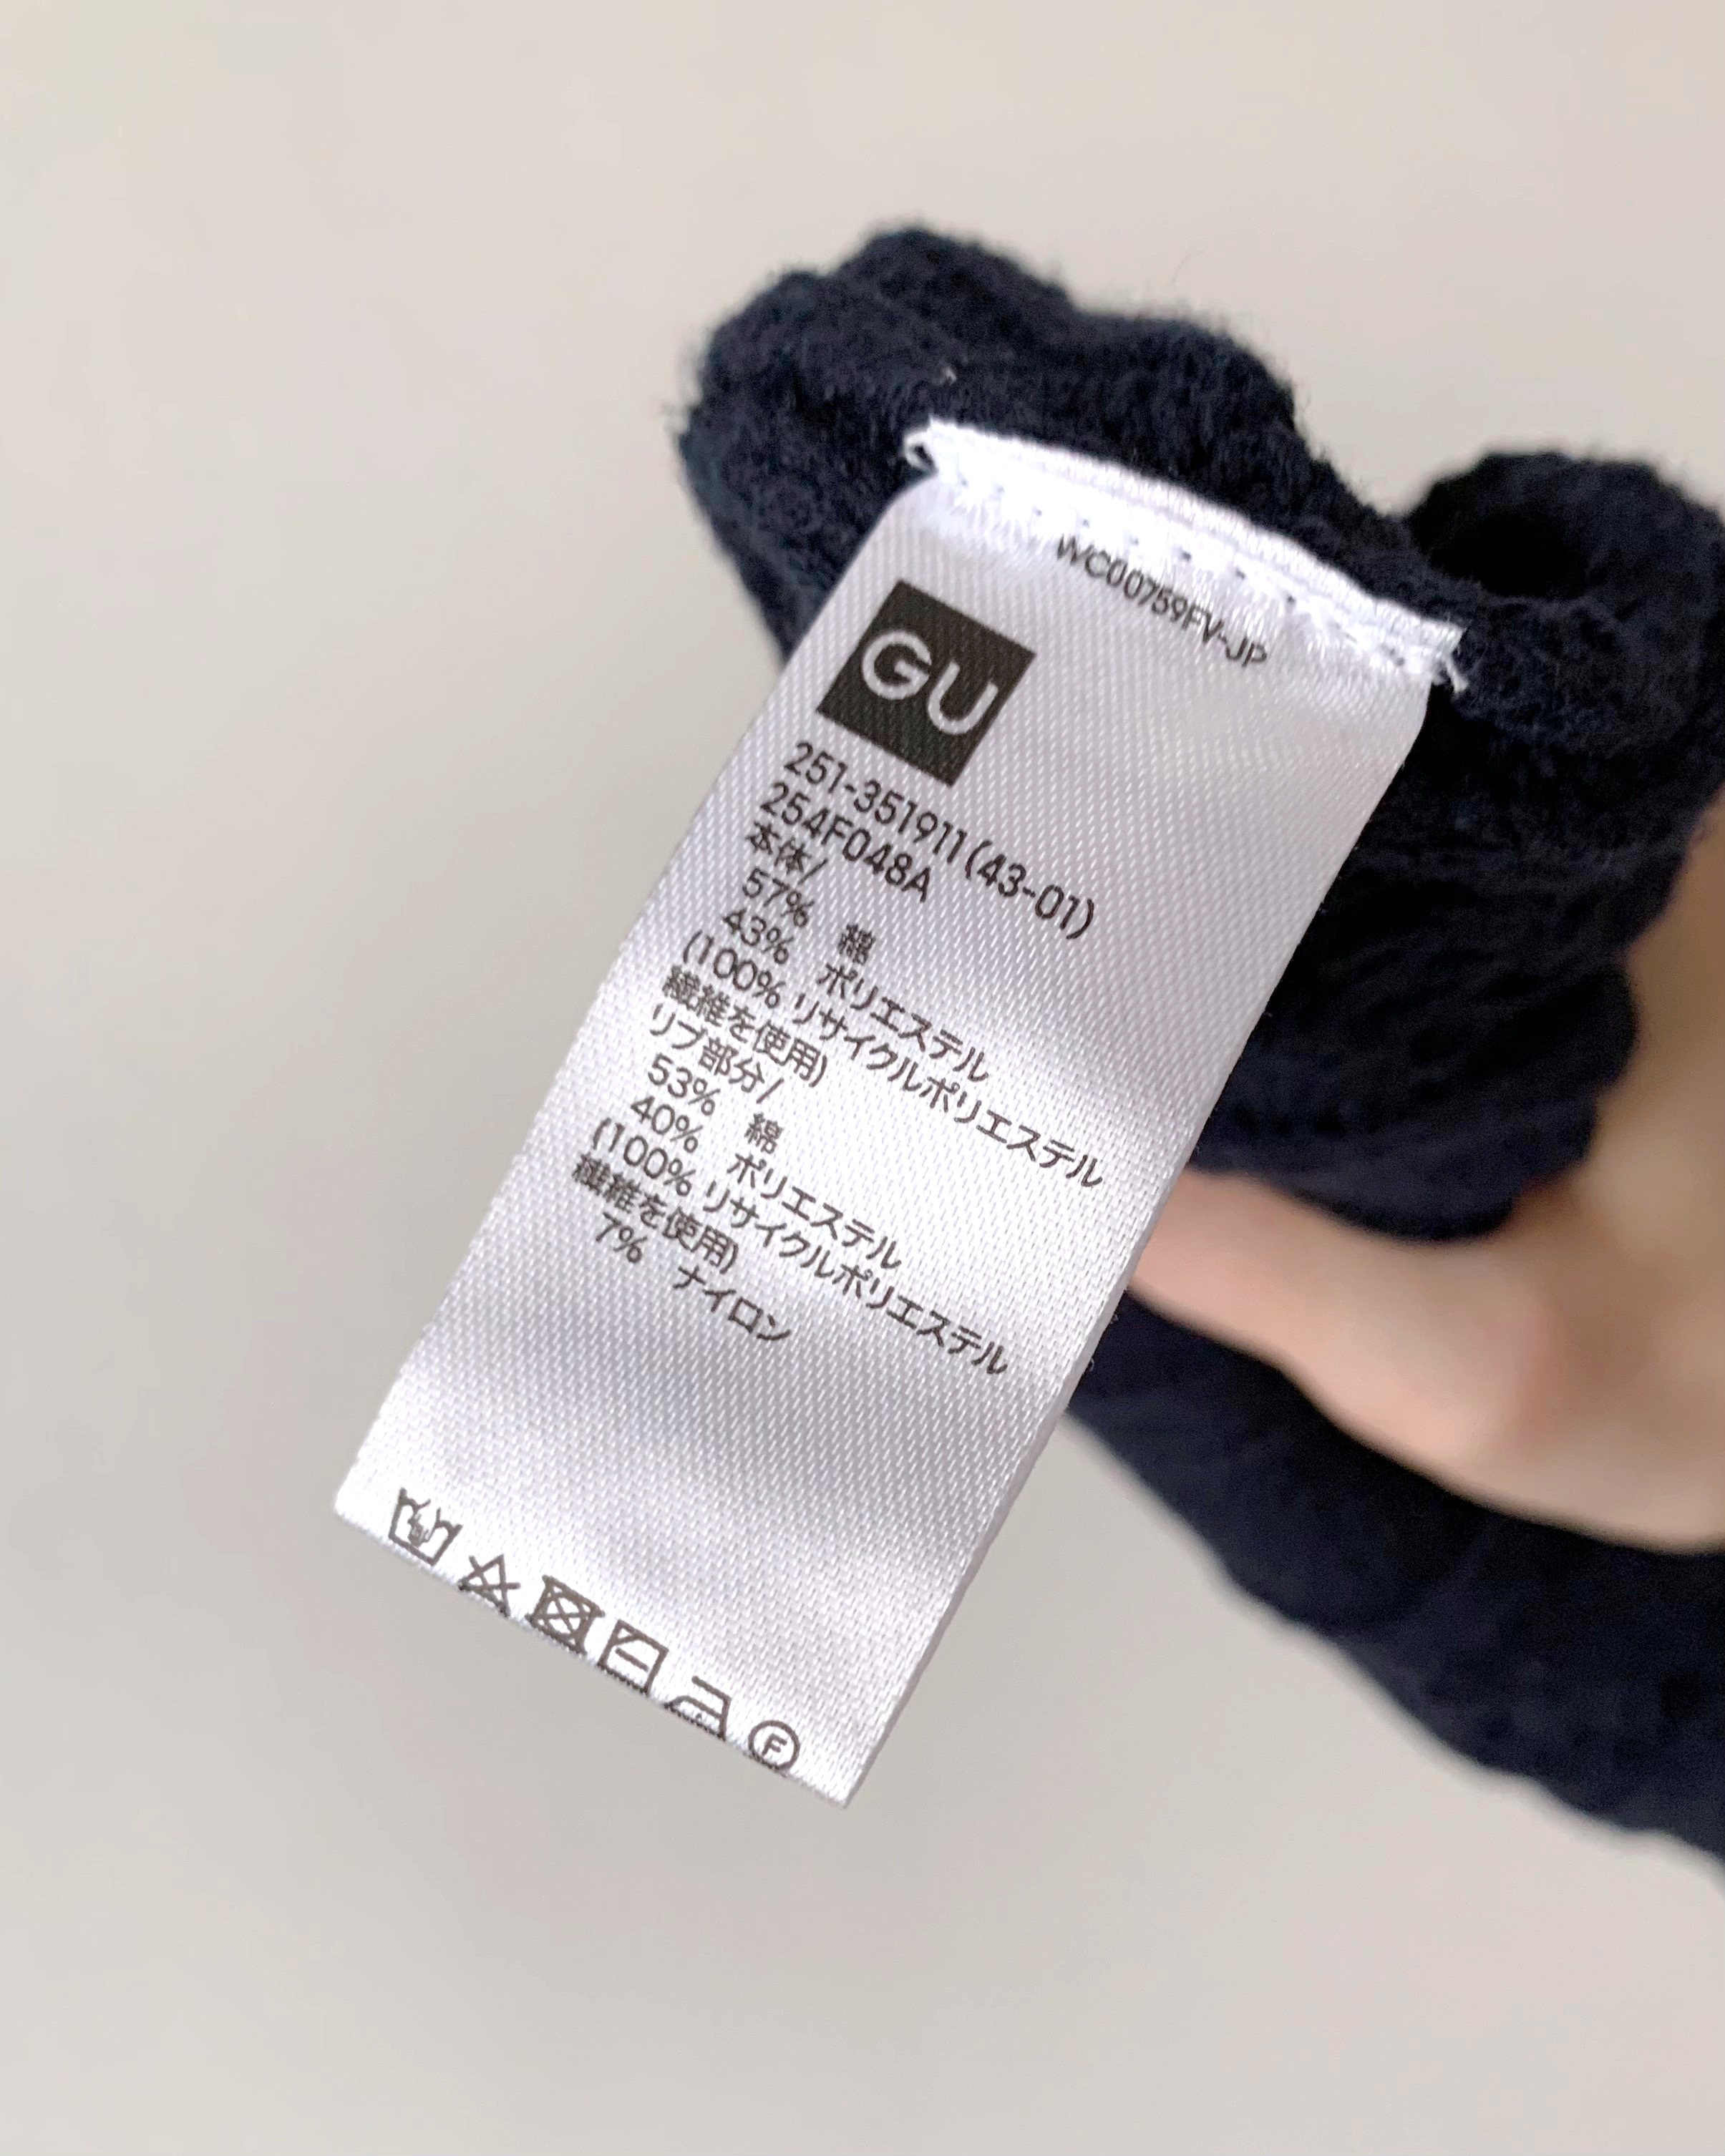 WC00759FV-JP
GU
251-351911(43-01)
254F048A
本体/
57% 綿
43% ポリエステル
(100% リサイクルポリエステル
繊維を使用)
リブ部分/
53% 綿
40% ポリエステル
(100% リサイクルポリエステル
繊維を使用)
7% ナイロン
F